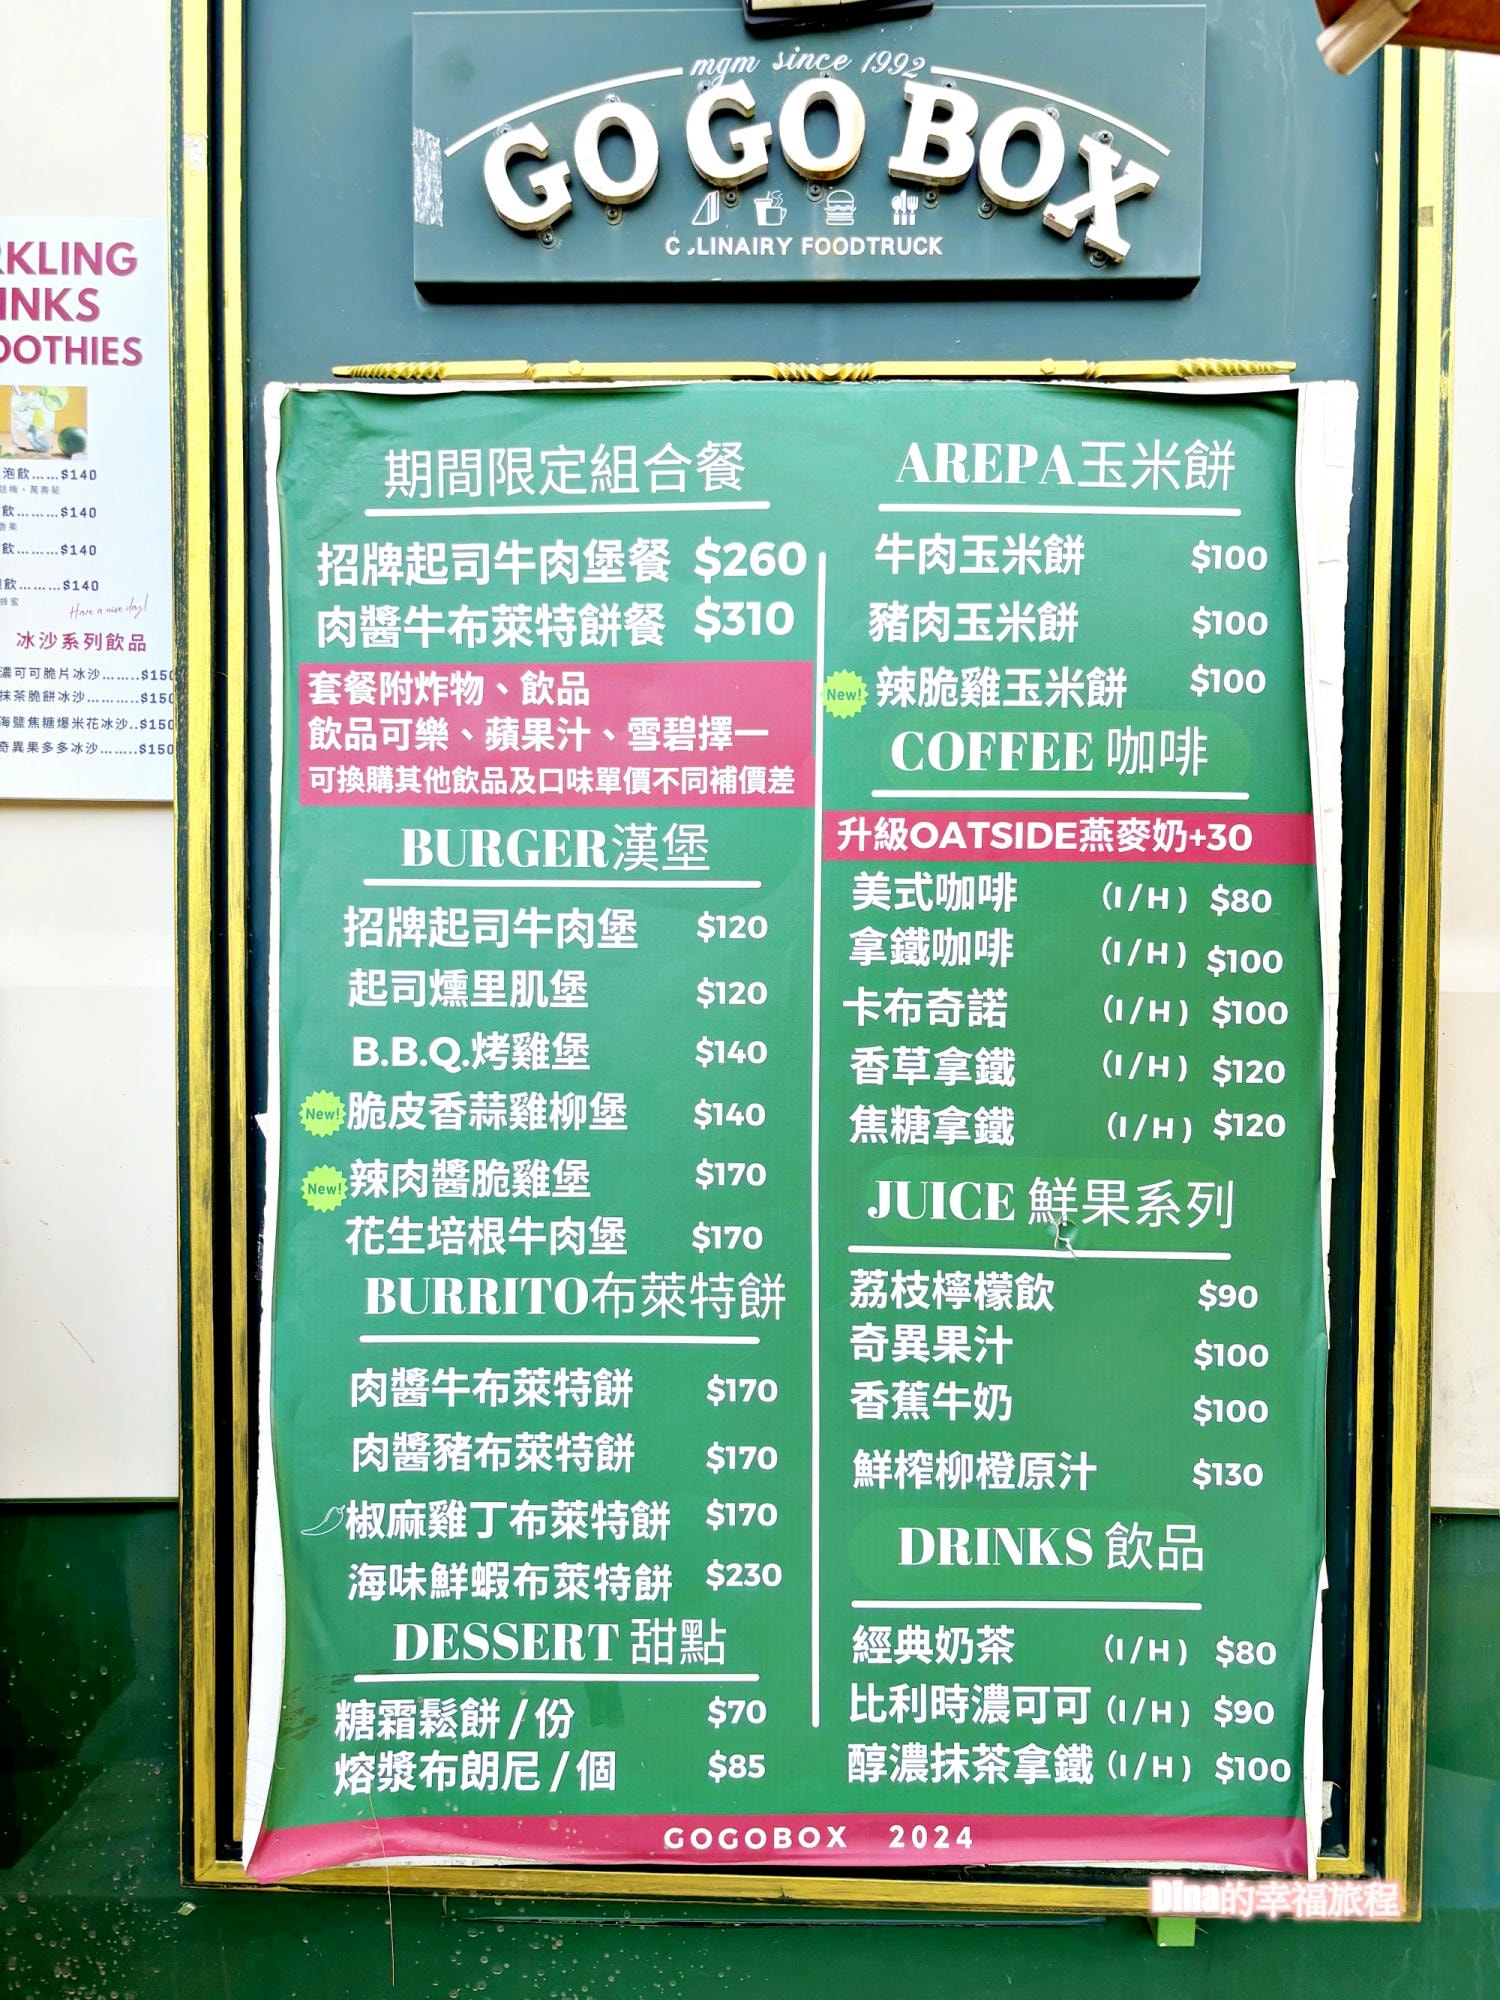 mgm since 1992
GO GO BOX
C LINAIRY FOODTRUCK
RKLING
INKS
OOTHIES
泡飲......$140
話梅、萬壽菊
飲.........$140
香果
飲.........$140
飲.........$140
蜂蜜
Have a nice day!
冰沙系列飲品
濃可可脆片冰沙........$150
抹茶脆餅冰沙........$150
海鹽焦糖爆米花冰沙..$150
奇異果多多冰沙........$150
期間限定組合餐
招牌起司牛肉堡餐 $260
肉醬牛布萊特餅餐 $310
套餐附炸物、飲品
飲品可樂、蘋果汁、雪碧擇一
可換購其他飲品及口味單價不同補價差
BURGER漢堡
招牌起司牛肉堡 $120
起司燻里肌堡 $120
B.B.Q.烤雞堡 $140
New! 脆皮香蒜雞柳堡 $140
New! 辣肉醬脆雞堡 $170
花生培根牛肉堡 $170
BURRITO布萊特餅
肉醬牛布萊特餅 $170
肉醬豬布萊特餅 $170
椒麻雞丁布萊特餅 $170
海味鮮蝦布萊特餅 $230
DESSERT 甜點
糖霜鬆餅/份 $70
熔漿布朗尼/個 $85
AREPA玉米餅
牛肉玉米餅 $100
豬肉玉米餅 $100
New! 辣脆雞玉米餅 $100
COFFEE 咖啡
升級OATSIDE燕麥奶+30
美式咖啡 (I/H) $80
拿鐵咖啡 (I/H) $100
卡布奇諾 (I/H) $100
香草拿鐵 (I/H) $120
焦糖拿鐵 (I/H) $120
JUICE 鮮果系列
荔枝檸檬飲 $90
奇異果汁 $100
香蕉牛奶 $100
鮮榨柳橙原汁 $130
DRINKS 飲品
經典奶茶 (I/H) $80
比利時濃可可 (I/H) $90
醇濃抹茶拿鐵 (I/H) $100
GOGOBOX 2024
Dina的幸福旅程